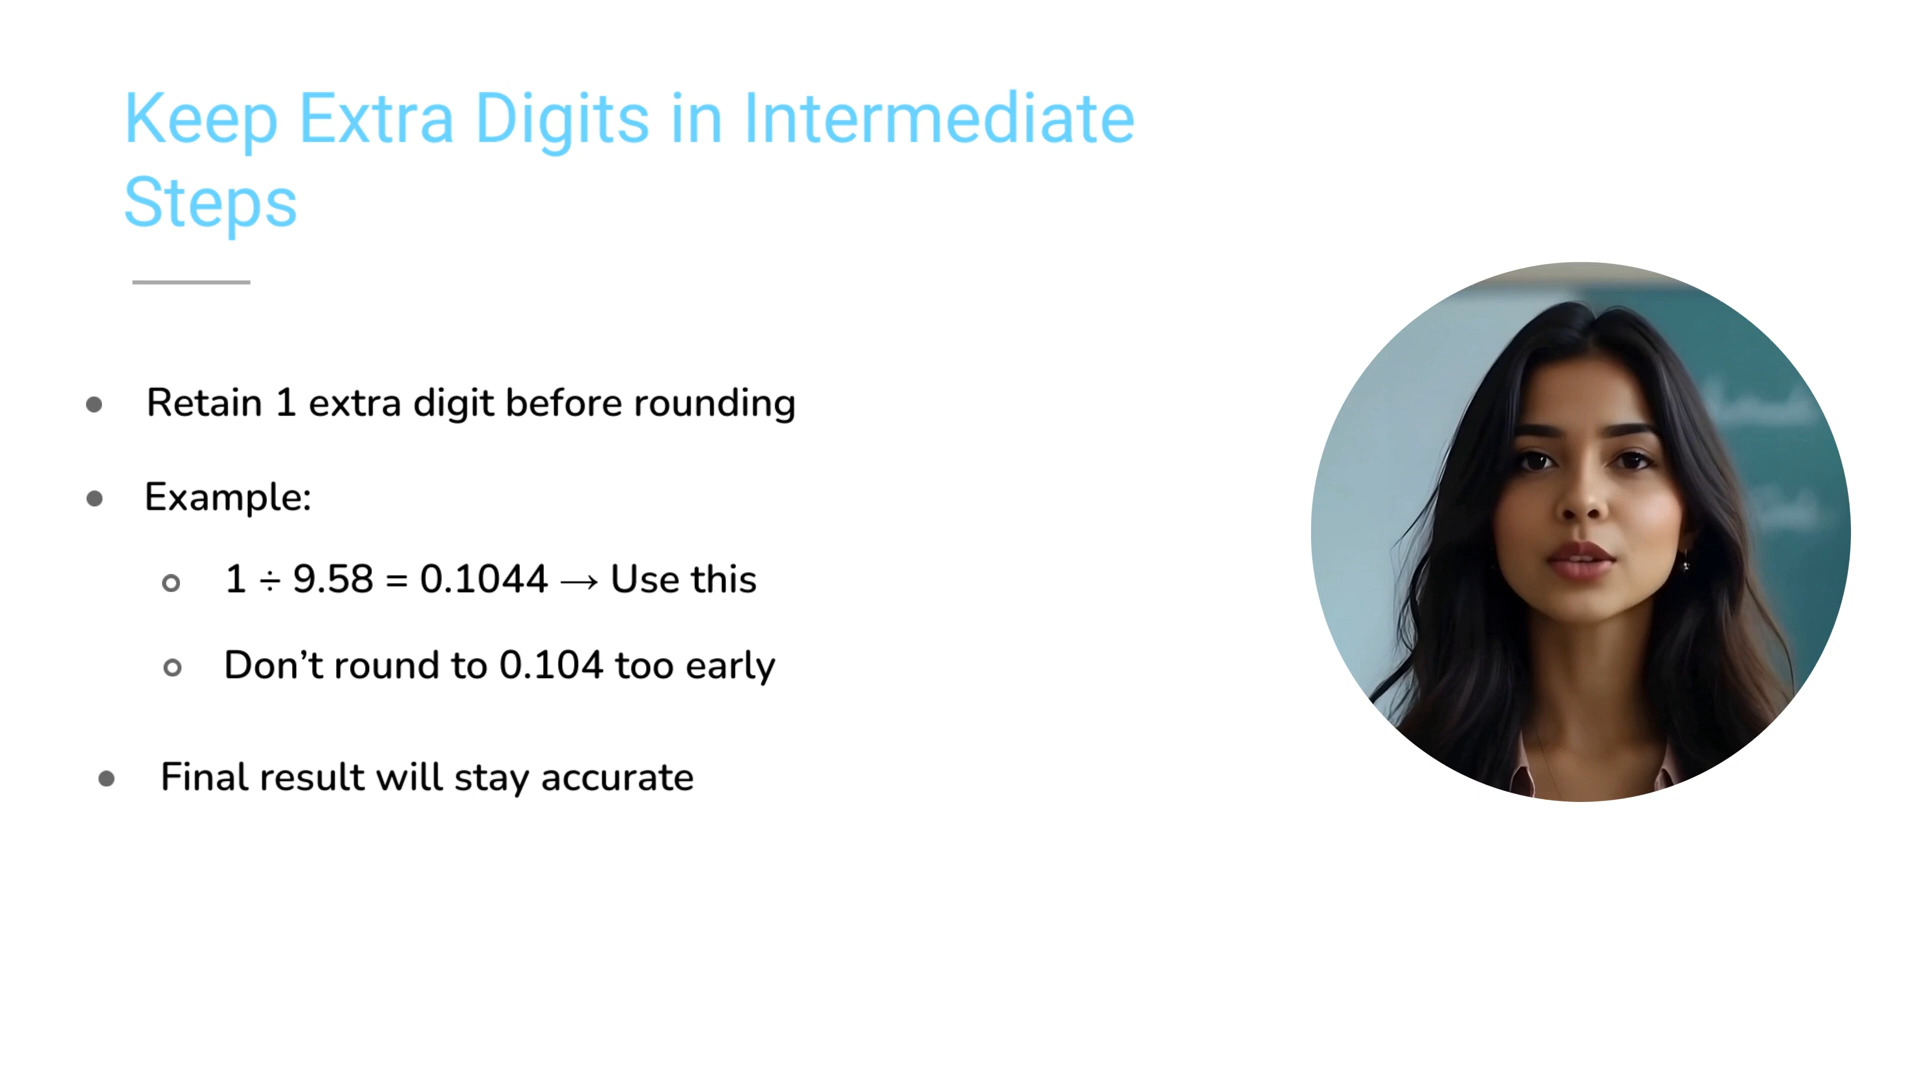 Keep Extra Digits in Intermediate
Steps
Retain 1 extra digit before rounding
Example:
1 ÷ 9.58 = 0.1044 → Use this
Don’t round to 0.104 too early
Final result will stay accurate